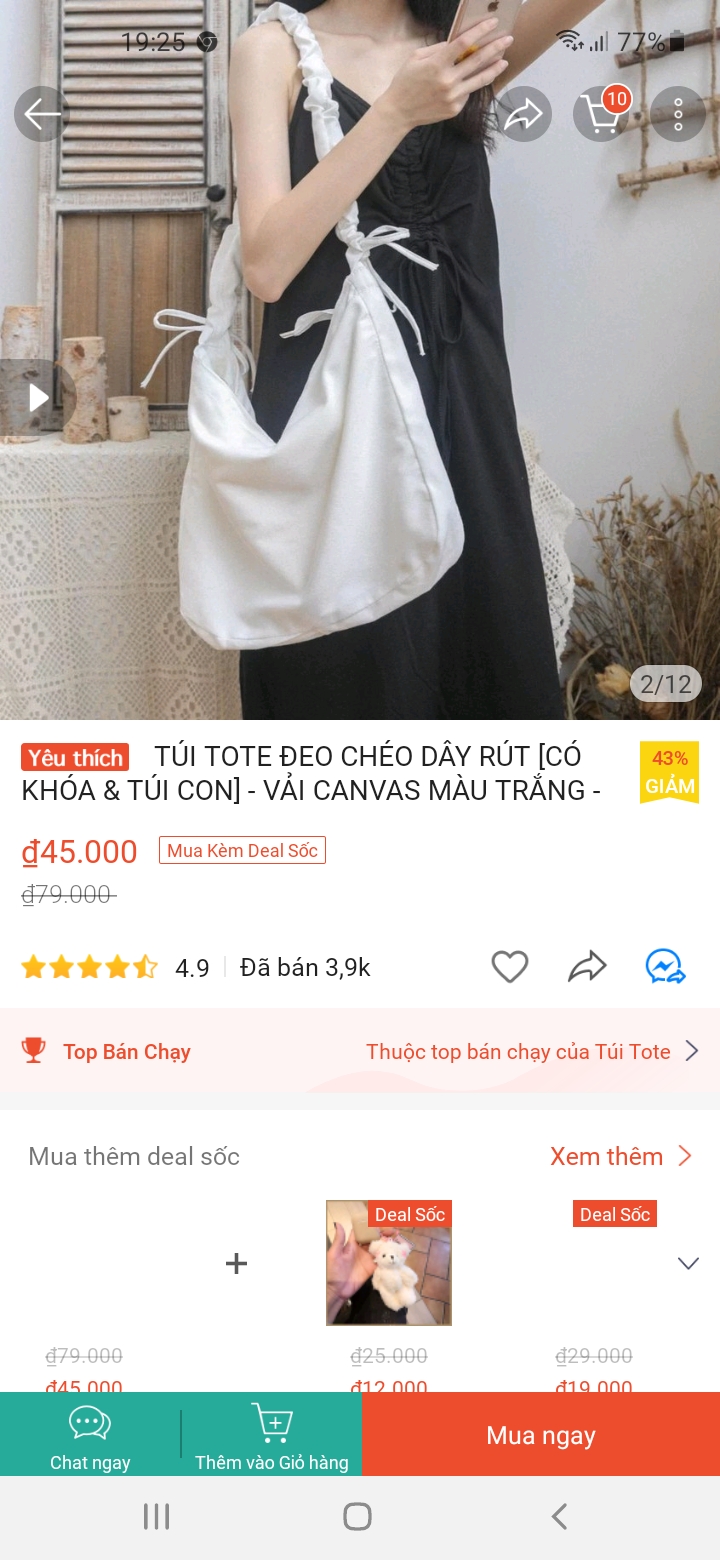 19:25
77%
10
2/12
Yêu thích TÚI TOTE ĐEO CHÉO DÂY RÚT [CÓ
KHÓA & TÚI CON] - VẢI CANVAS MÀU TRẮNG -
43%
GIẢM
₫45.000 Mua Kèm Deal Sốc
₫79.000
4.9 Đã bán 3,9k
Top Bán Chạy Thuộc top bán chạy của Túi Tote
Mua thêm deal sốc Xem thêm
Deal Sốc Deal Sốc
+
₫79.000 ₫25.000 ₫29.000
₫45.000 ₫12.000 ₫19.000
Chat ngay Thêm vào Giỏ hàng Mua ngay